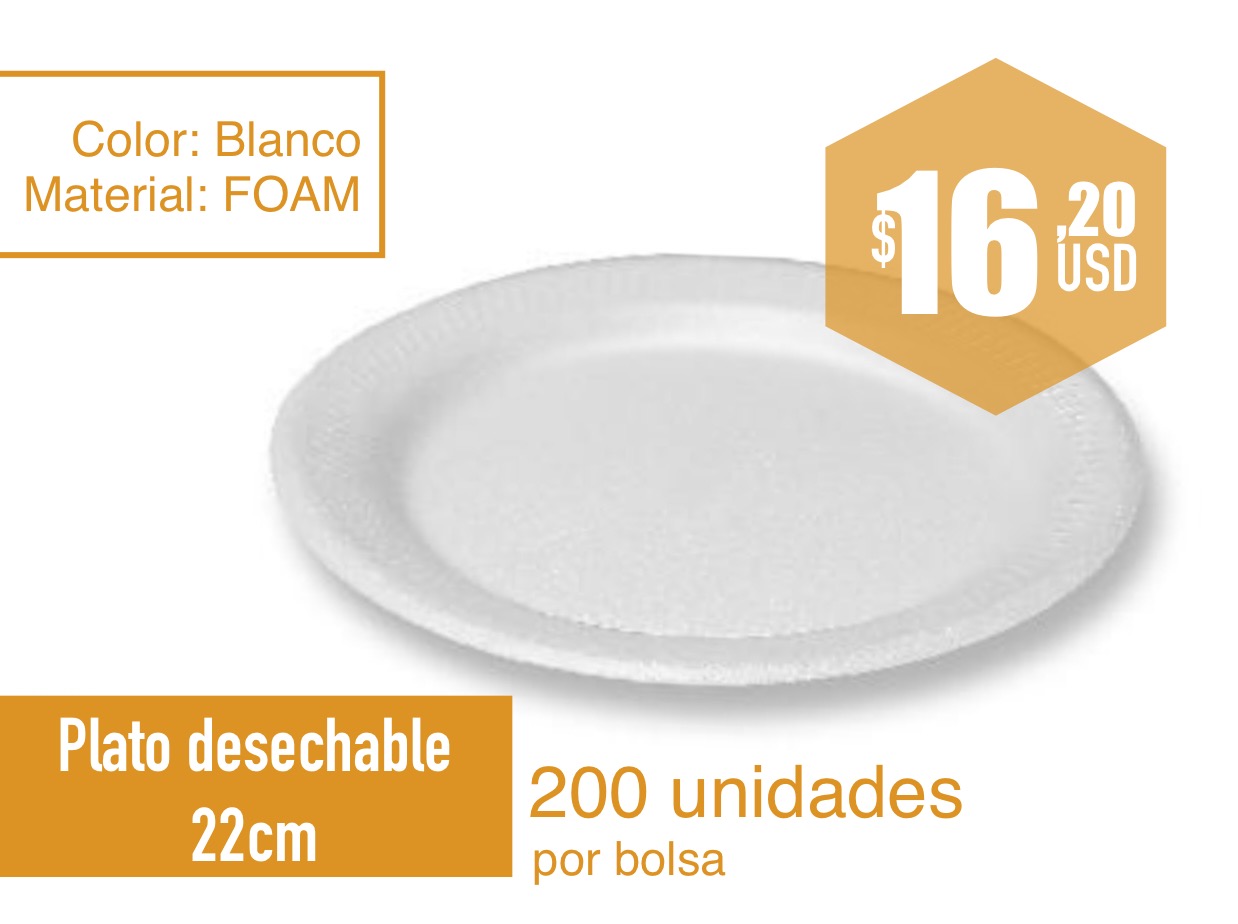 Color: Blanco
Material: FOAM
$16,20
USD
Plato desechable
22cm
200 unidades
por bolsa